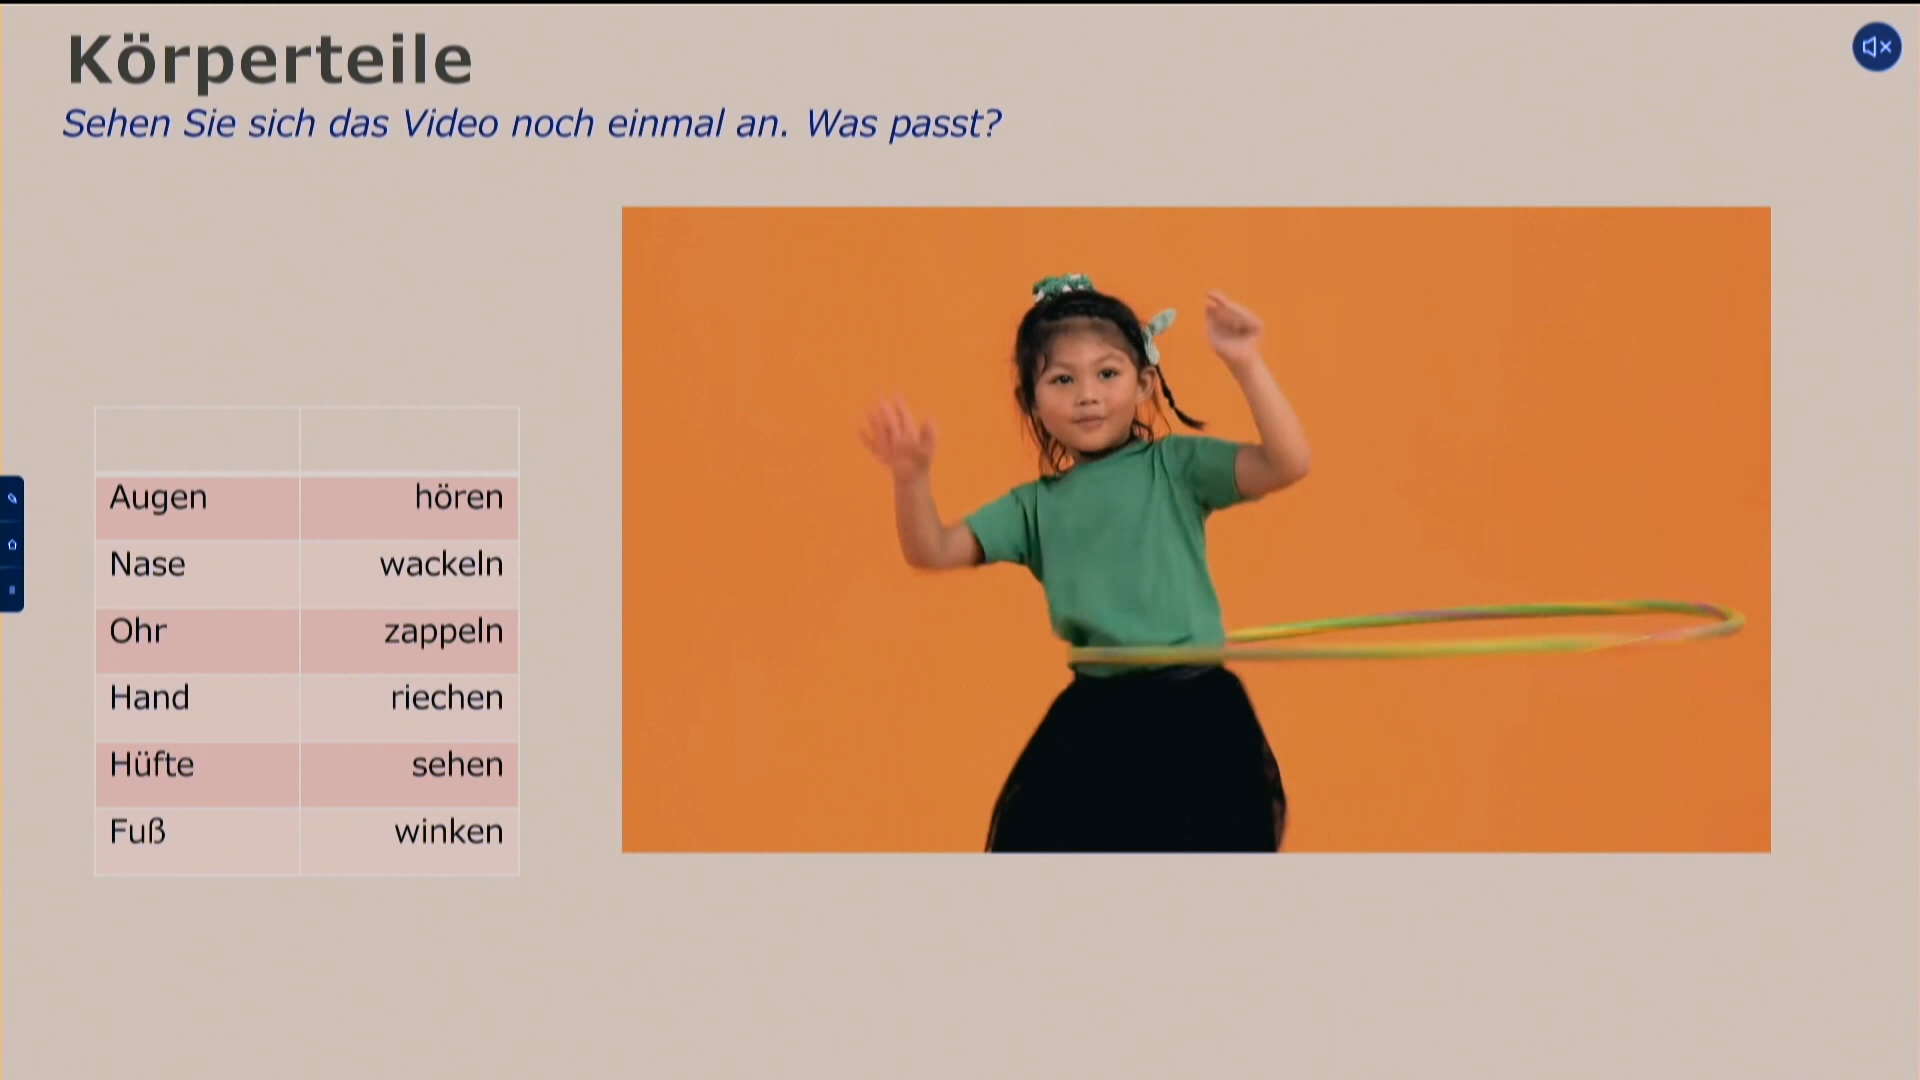 Körperteile
Sehen Sie sich das Video noch einmal an. Was passt?
Augen hören
Nase wackeln
Ohr zappeln
Hand riechen
Hüfte sehen
Fuß winken